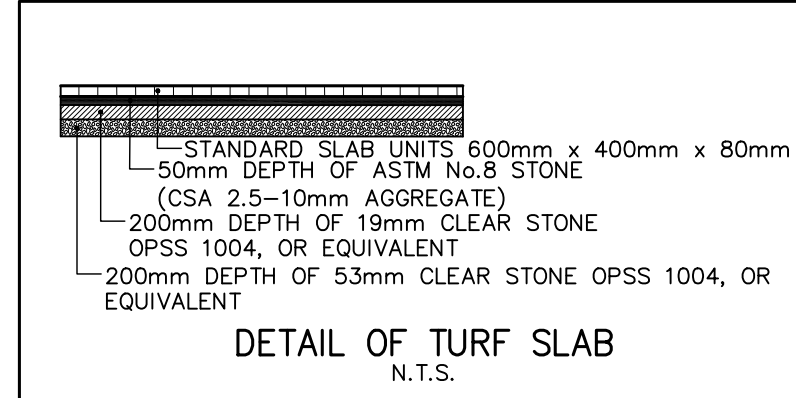 STANDARD SLAB UNITS 600mm x 400mm x 80mm
50mm DEPTH OF ASTM No.8 STONE
(CSA 2.5-10mm AGGREGATE)
200mm DEPTH OF 19mm CLEAR STONE
OPSS 1004, OR EQUIVALENT
200mm DEPTH OF 53mm CLEAR STONE OPSS 1004, OR
EQUIVALENT
DETAIL OF TURF SLAB
N.T.S.